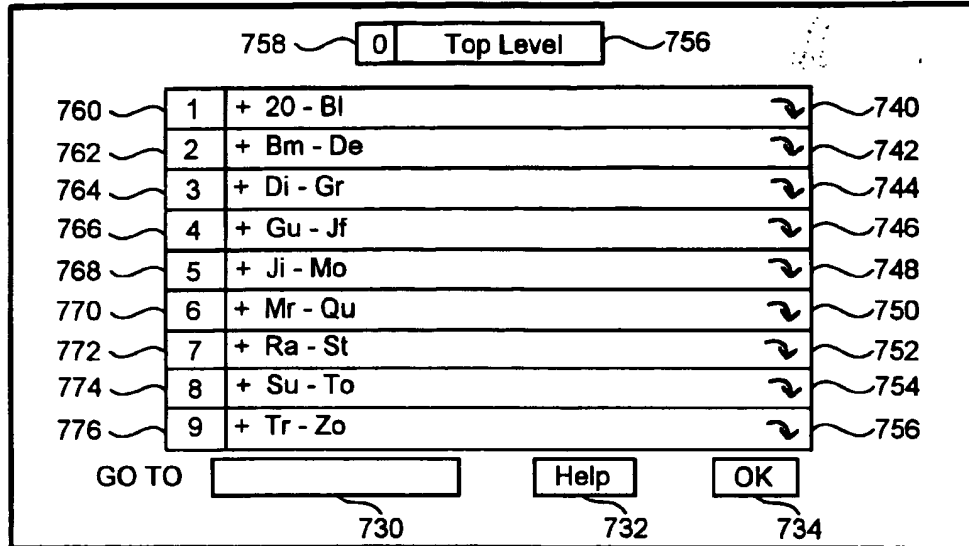 758 0 Top Level 756
760 1 + 20 - Bl 740
762 2 + Bm - De 742
764 3 + Di - Gr 744
766 4 + Gu - Jf 746
768 5 + Ji - Mo 748
770 6 + Mr - Qu 750
772 7 + Ra - St 752
774 8 + Su - To 754
776 9 + Tr - Zo 756
GO TO Help OK
730 732 734